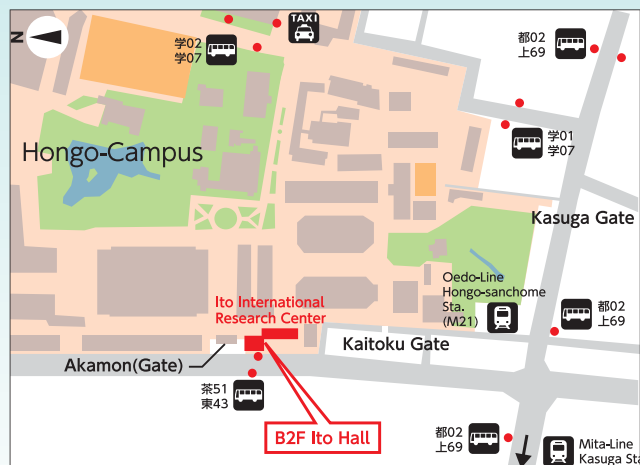 N
学02
学07
TAXI
都02
上69
Hongo-Campus
学01
学07
Kasuga Gate
Oedo-Line
Hongo-sanchome
Sta.
(M21)
都02
上69
Ito International
Research Center
Kaitoku Gate
Akamon(Gate)
茶51
東43
B2F Ito Hall
都02
上69
Mita-Line
Kasuga Sta